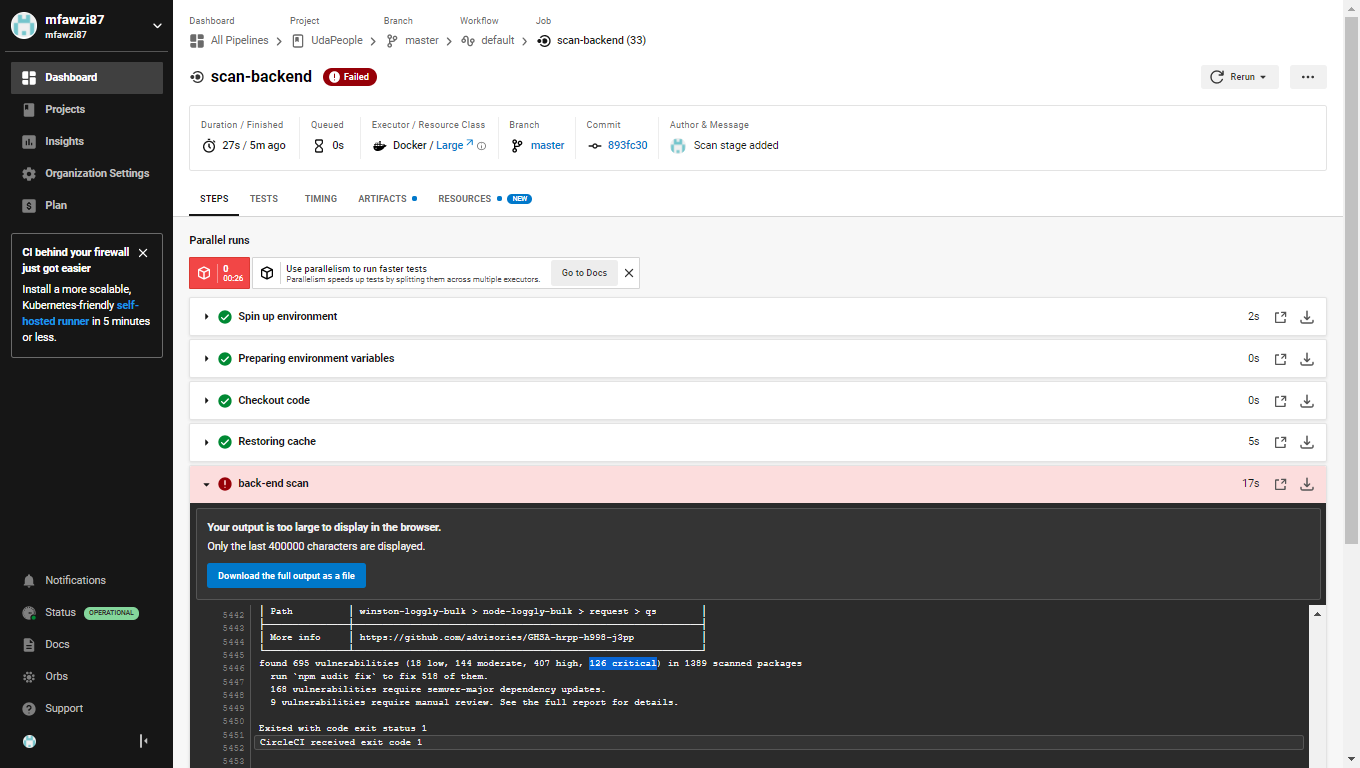 mfawzi87
mfawzi87
Dashboard
Projects
Insights
Organization Settings
Plan
CI behind your firewall
just got easier
Install a more scalable,
Kubernetes-friendly self-
hosted runner in 5 minutes
or less.
Notifications
Status OPERATIONAL
Docs
Orbs
Support
Dashboard Project Branch Workflow Job
All Pipelines UdaPeople master default scan-backend (33)
scan-backend Failed
Rerun
Duration / Finished Queued Executor / Resource Class Branch Commit Author & Message
27s / 5m ago 0s Docker / Large master 893fc30 Scan stage added
STEPS TESTS TIMING ARTIFACTS RESOURCES NEW
Parallel runs
0
00:26
Use parallelism to run faster tests
Parallelism speeds up tests by splitting them across multiple executors.
Go to Docs
Spin up environment 2s
Preparing environment variables 0s
Checkout code 0s
Restoring cache 5s
back-end scan 17s
Your output is too large to display in the browser.
Only the last 400000 characters are displayed.
Download the full output as a file
5442 | Path | winston-loggly-bulk > node-loggly-bulk > request > qs |
5443
5444 | More info | https://github.com/advisories/GHSA-hrpp-h998-j3pp |
5445
5446 found 695 vulnerabilities (18 low, 144 moderate, 407 high, 126 critical) in 1389 scanned packages
5447 run `npm audit fix` to fix 518 of them.
5448 168 vulnerabilities require semver-major dependency updates.
5449 9 vulnerabilities require manual review. See the full report for details.
5450
5451 Exited with code exit status 1
5452 CircleCI received exit code 1
5453